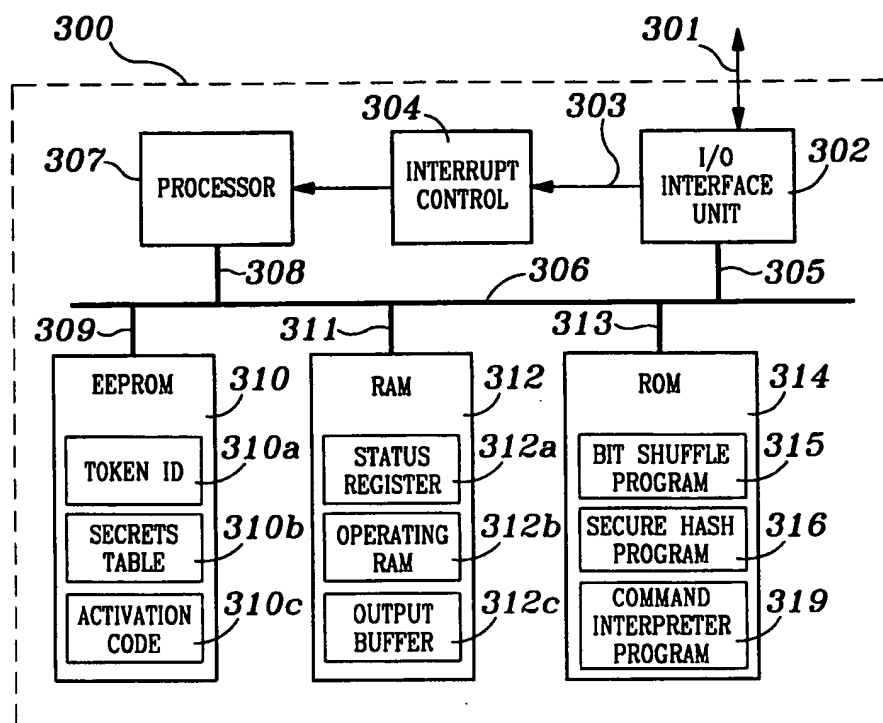 300
301
304
303
307
PROCESSOR
INTERRUPT
CONTROL
I/O
INTERFACE
UNIT
302
308
306
305
309
311
313
EEPROM
310
TOKEN ID
310a
SECRETS
TABLE
310b
ACTIVATION
CODE
310c
RAM
312
STATUS
REGISTER
312a
OPERATING
RAM
312b
OUTPUT
BUFFER
312c
ROM
314
BIT SHUFFLE
PROGRAM
315
SECURE HASH
PROGRAM
316
COMMAND
INTERPRETER
PROGRAM
319